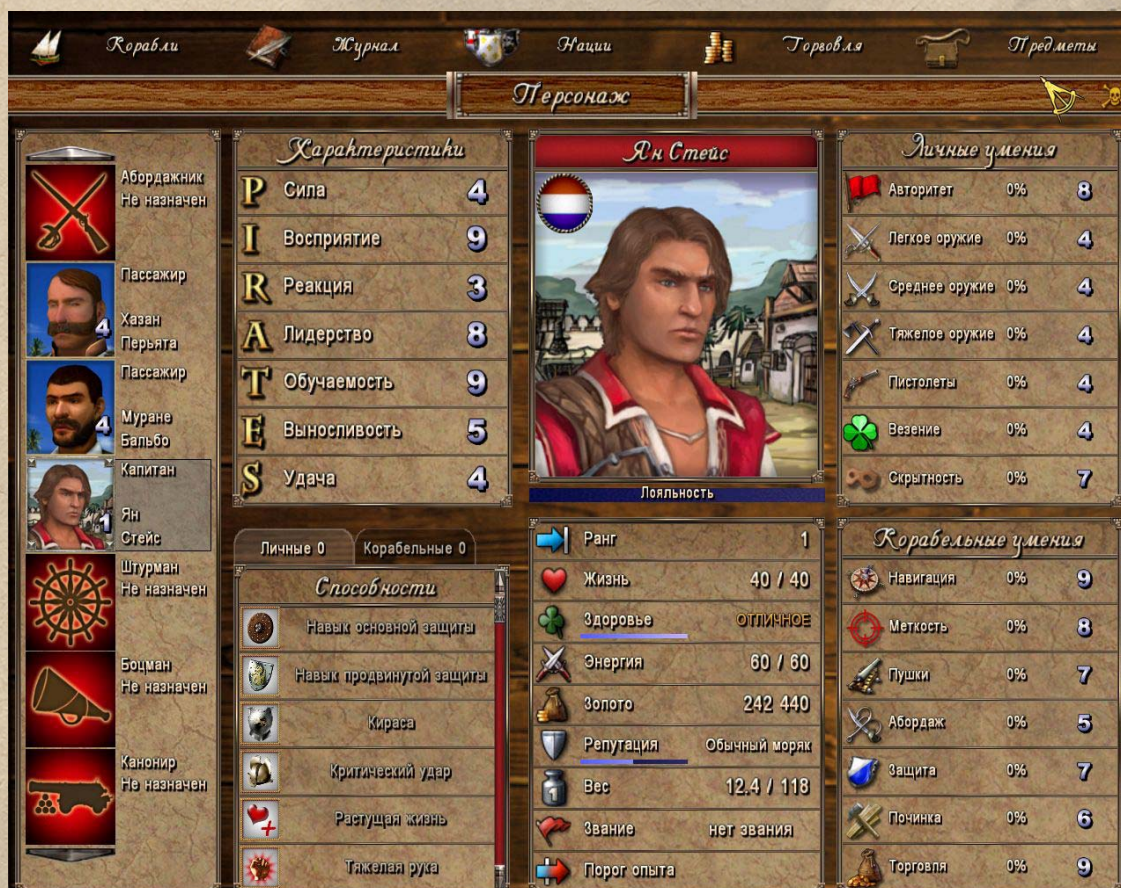 Корабли
Журнал
Нации
Торговля
Предметы
Персонаж
Абордажник
Не назначен
Пассажир
4
Хазан
Перьята
Пассажир
4
Муране
Бальбо
Капитан
1
Ян
Стейс
Штурман
Не назначен
Боцман
Не назначен
Канонир
Не назначен
Характеристики
P Сила 4
I Восприятие 9
R Реакция 3
A Лидерство 8
T Обучаемость 9
E Выносливость 5
S Удача 4
Личные 0 Корабельные 0
Способности
Навык основной защиты
Навык продвинутой защиты
Кираса
Критический удар
Растущая жизнь
Тяжелая рука
Ян Стейс
Лояльность
Ранг 1
Жизнь 40 / 40
Здоровье ОТЛИЧНОЕ
Энергия 60 / 60
Золото 242 440
Репутация Обычный моряк
1 Вес 12.4 / 118
Звание нет звания
Порог опыта
Личные умения
Авторитет 0% 8
Легкое оружие 0% 4
Среднее оружие 0% 4
Тяжелое оружие 0% 4
Пистолеты 0% 4
Везение 0% 4
Скрытность 0% 7
Корабельные умения
Навигация 0% 9
Меткость 0% 8
Пушки 0% 7
Абордаж 0% 5
Защита 0% 7
Починка 0% 6
Торговля 0% 9